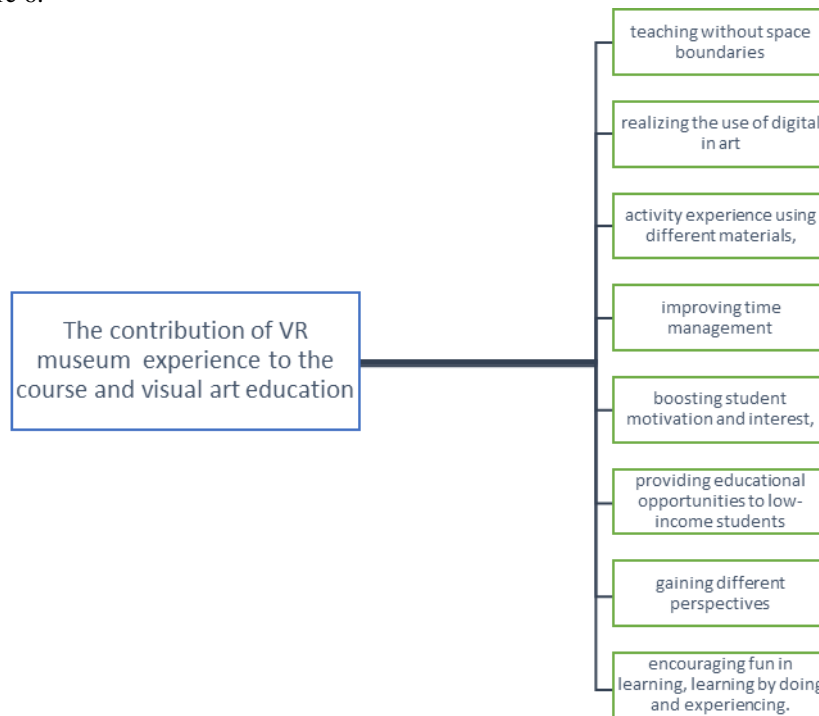 The contribution of VR
museum experience to the
course and visual art education
teaching without space
boundaries
realizing the use of digital
in art
activity experience using
different materials,
improving time
management
boosting student
motivation and interest,
providing educational
opportunities to low-
income students
gaining different
perspectives
encouraging fun in
learning, learning by doing
and experiencing.